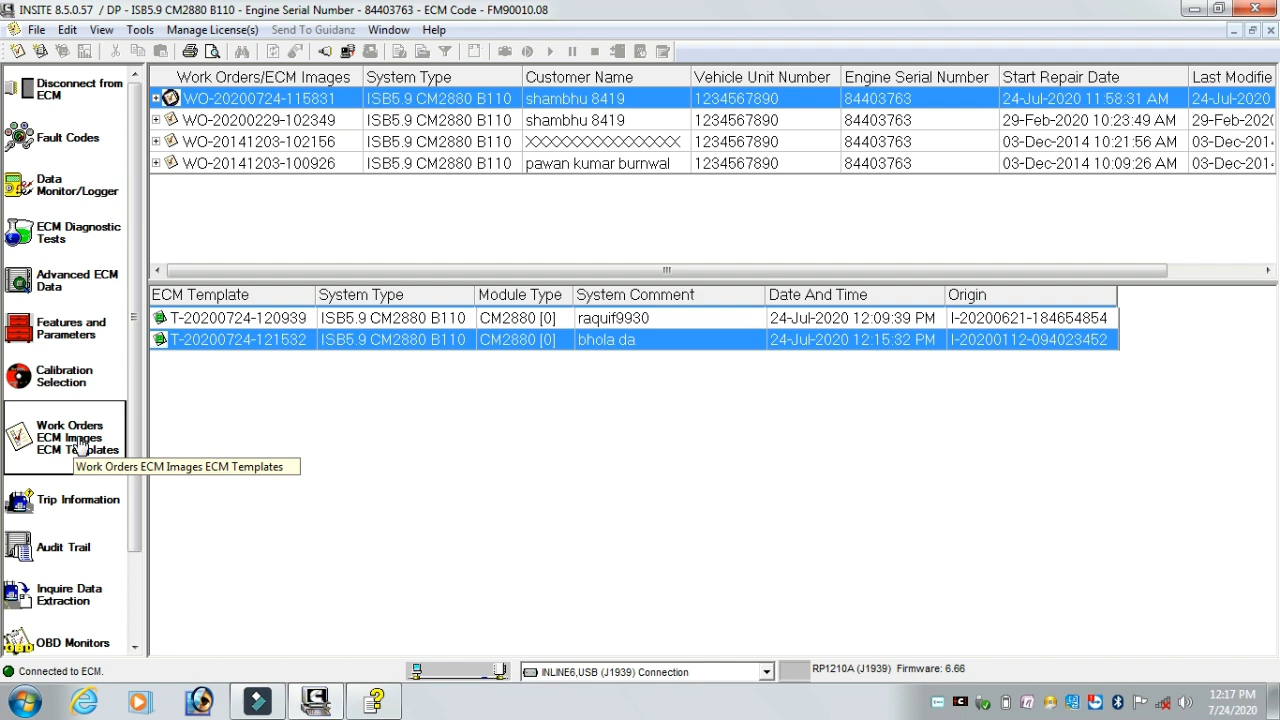 INSITE 8.5.0.57 / DP - ISB5.9 CM2880 B110 - Engine Serial Number - 84403763 - ECM Code - FM90010.08
File Edit View Tools Manage License(s) Send To Guidanz Window Help
Disconnect from
ECM
Fault Codes
Data
Monitor/Logger
ECM Diagnostic
Tests
Advanced ECM
Data
Features and
Parameters
Calibration
Selection
Work Orders
ECM Images
ECM Templates
Work Orders ECM Images ECM Templates
Trip Information
Audit Trail
Inquire Data
Extraction
OBD Monitors
Work Orders/ECM Images System Type Customer Name Vehicle Unit Number Engine Serial Number Start Repair Date Last Modifie
WO-20200724-115831 ISB5.9 CM2880 B110 shambhu 8419 1234567890 84403763 24-Jul-2020 11:58:31 AM 24-Jul-2020
WO-20200229-102349 ISB5.9 CM2880 B110 shambhu 8419 1234567890 84403763 29-Feb-2020 10:23:49 AM 29-Feb-202
WO-20141203-102156 ISB5.9 CM2880 B110 XXXXXXXXXXXXXXX 1234567890 84403763 03-Dec-2014 10:21:56 AM 03-Dec-201
WO-20141203-100926 ISB5.9 CM2880 B110 pawan kumar burnwal 1234567890 84403763 03-Dec-2014 10:09:26 AM 03-Dec-201
ECM Template System Type Module Type System Comment Date And Time Origin
T-20200724-120939 ISB5.9 CM2880 B110 CM2880 [0] raquif9930 24-Jul-2020 12:09:39 PM I-20200621-184654854
T-20200724-121532 ISB5.9 CM2880 B110 CM2880 [0] bhola da 24-Jul-2020 12:15:32 PM I-20200112-094023452
Connected to ECM. INLINE6,USB (J1939) Connection RP1210A (J1939) Firmware: 6.66
12:17 PM
7/24/2020